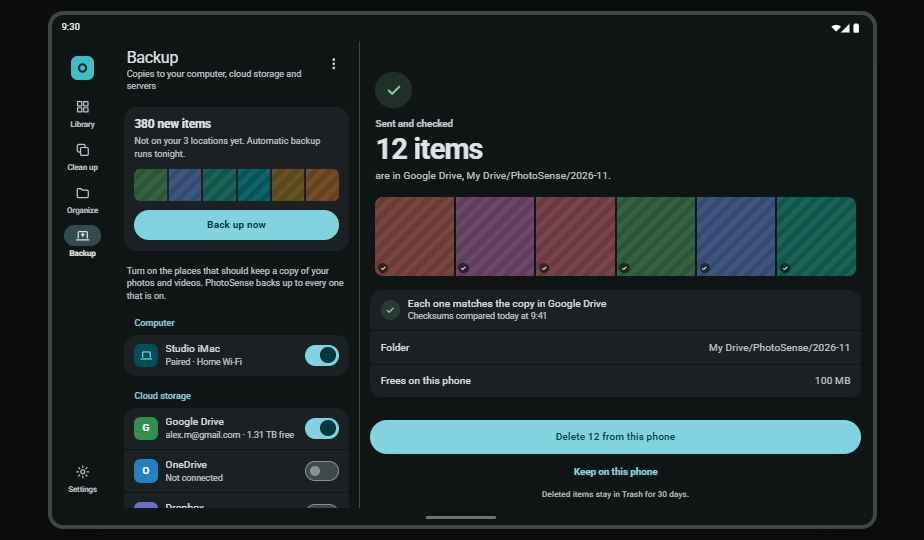 9:30
Library
Clean up
Organize
Backup
Settings
Backup
Copies to your computer, cloud storage and
servers
380 new items
Not on your 3 locations yet. Automatic backup
runs tonight.
Back up now
Turn on the places that should keep a copy of your
photos and videos. PhotoSense backs up to every one
that is on.
Computer
Studio iMac
Paired · Home Wi-Fi
Cloud storage
G
Google Drive
alex.m@gmail.com · 1.31 TB free
O
OneDrive
Not connected
Dropbox
Sent and checked
12 items
are in Google Drive, My Drive/PhotoSense/2026-11.
Each one matches the copy in Google Drive
Checksums compared today at 9:41
Folder
My Drive/PhotoSense/2026-11
Frees on this phone
100 MB
Delete 12 from this phone
Keep on this phone
Deleted items stay in Trash for 30 days.